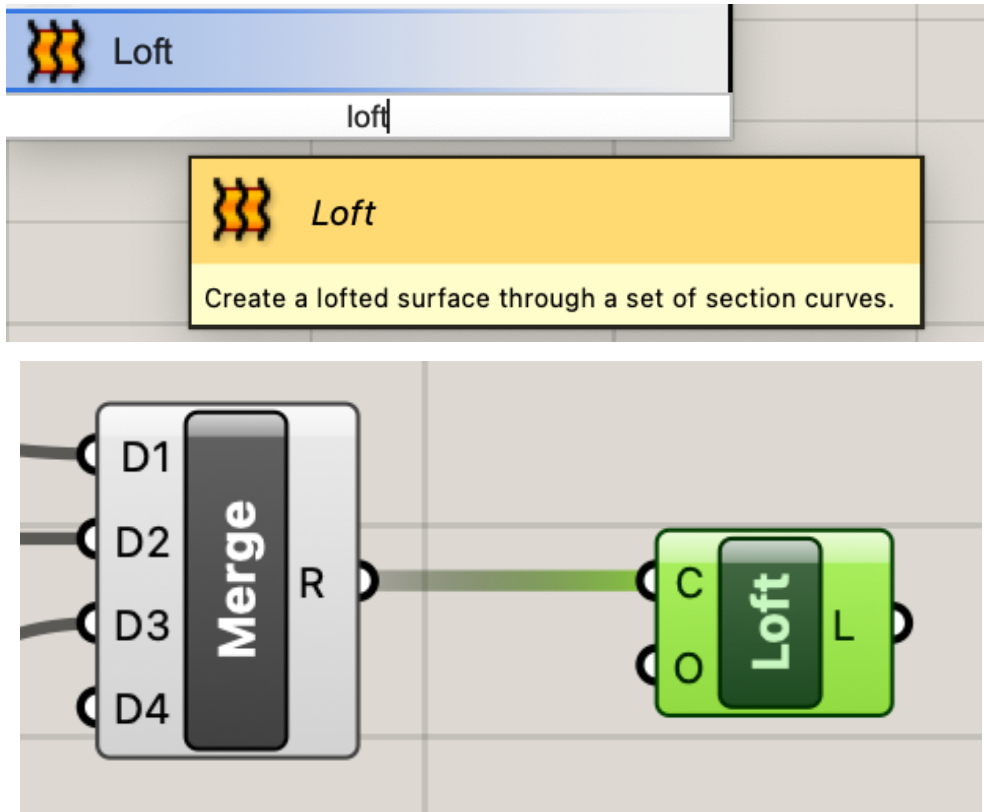 Loft
loft
Loft
Create a lofted surface through a set of section curves.
D1
D2
D3
D4
Merge
R
C
O
Loft
L